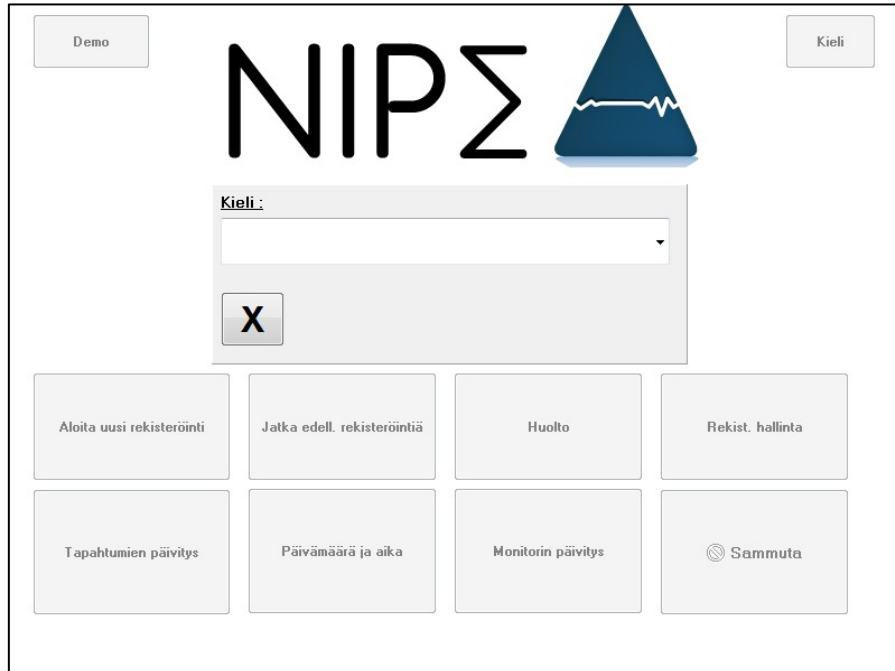 Demo
Kieli
NIPΣ
Kieli :
X
Aloita uusi rekisteröinti
Jatka edell. rekisteröintiä
Huolto
Rekist. hallinta
Tapahtumien päivitys
Päivämäärä ja aika
Monitorin päivitys
Sammuta